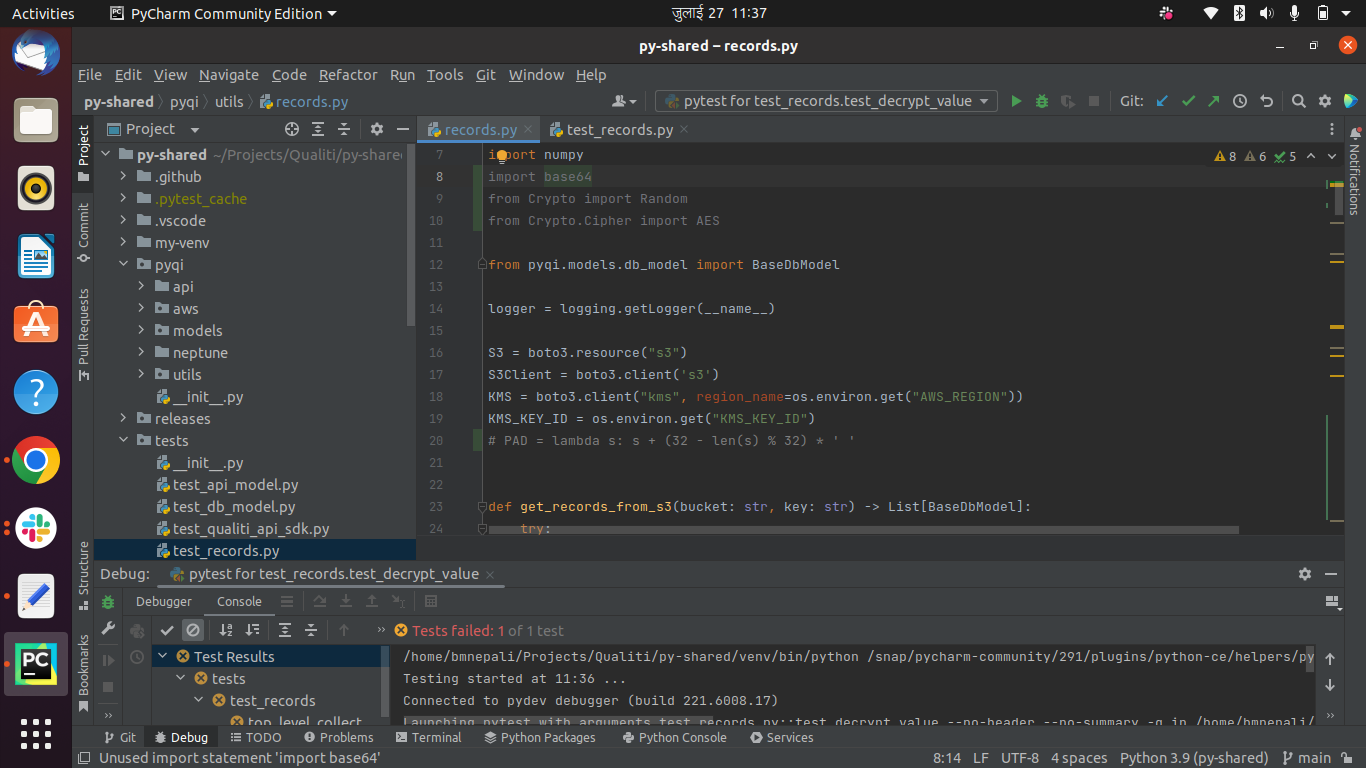 Activities PyCharm Community Edition जुलाई 27 11:37
py-shared – records.py
File Edit View Navigate Code Refactor Run Tools Git Window Help
py-shared pyqi utils records.py pytest for test_records.test_decrypt_value Git:
Project
records.py test_records.py
Project
Commit
Pull Requests
Structure
Bookmarks
Notifications
py-shared ~/Projects/Qualiti/py-share
.github
.pytest_cache
.vscode
my-venv
pyqi
api
aws
models
neptune
utils
__init__.py
releases
tests
__init__.py
test_api_model.py
test_db_model.py
test_qualiti_api_sdk.py
test_records.py
8 6 5
7 import numpy
8 import base64
9 from Crypto import Random
10 from Crypto.Cipher import AES
11
12 from pyqi.models.db_model import BaseDbModel
13
14 logger = logging.getLogger(__name__)
15
16 S3 = boto3.resource("s3")
17 S3Client = boto3.client('s3')
18 KMS = boto3.client("kms", region_name=os.environ.get("AWS_REGION"))
19 KMS_KEY_ID = os.environ.get("KMS_KEY_ID")
20 # PAD = lambda s: s + (32 - len(s) % 32) * ' '
21
22
23 def get_records_from_s3(bucket: str, key: str) -> List[BaseDbModel]:
24 try:
Debug: pytest for test_records.test_decrypt_value
Debugger Console
Tests failed: 1 of 1 test
Test Results
tests
test_records
top_level_collect
/home/bmnepali/Projects/Qualiti/py-shared/venv/bin/python /snap/pycharm-community/291/plugins/python-ce/helpers/py
Testing started at 11:36 ...
Connected to pydev debugger (build 221.6008.17)
Launching pytest with arguments test_records.py::test_decrypt_value --no-header --no-summary -q in /home/bmnepali/
Git Debug TODO Problems Terminal Python Packages Python Console Services
Unused import statement 'import base64' 8:14 LF UTF-8 4 spaces Python 3.9 (py-shared) main
PC